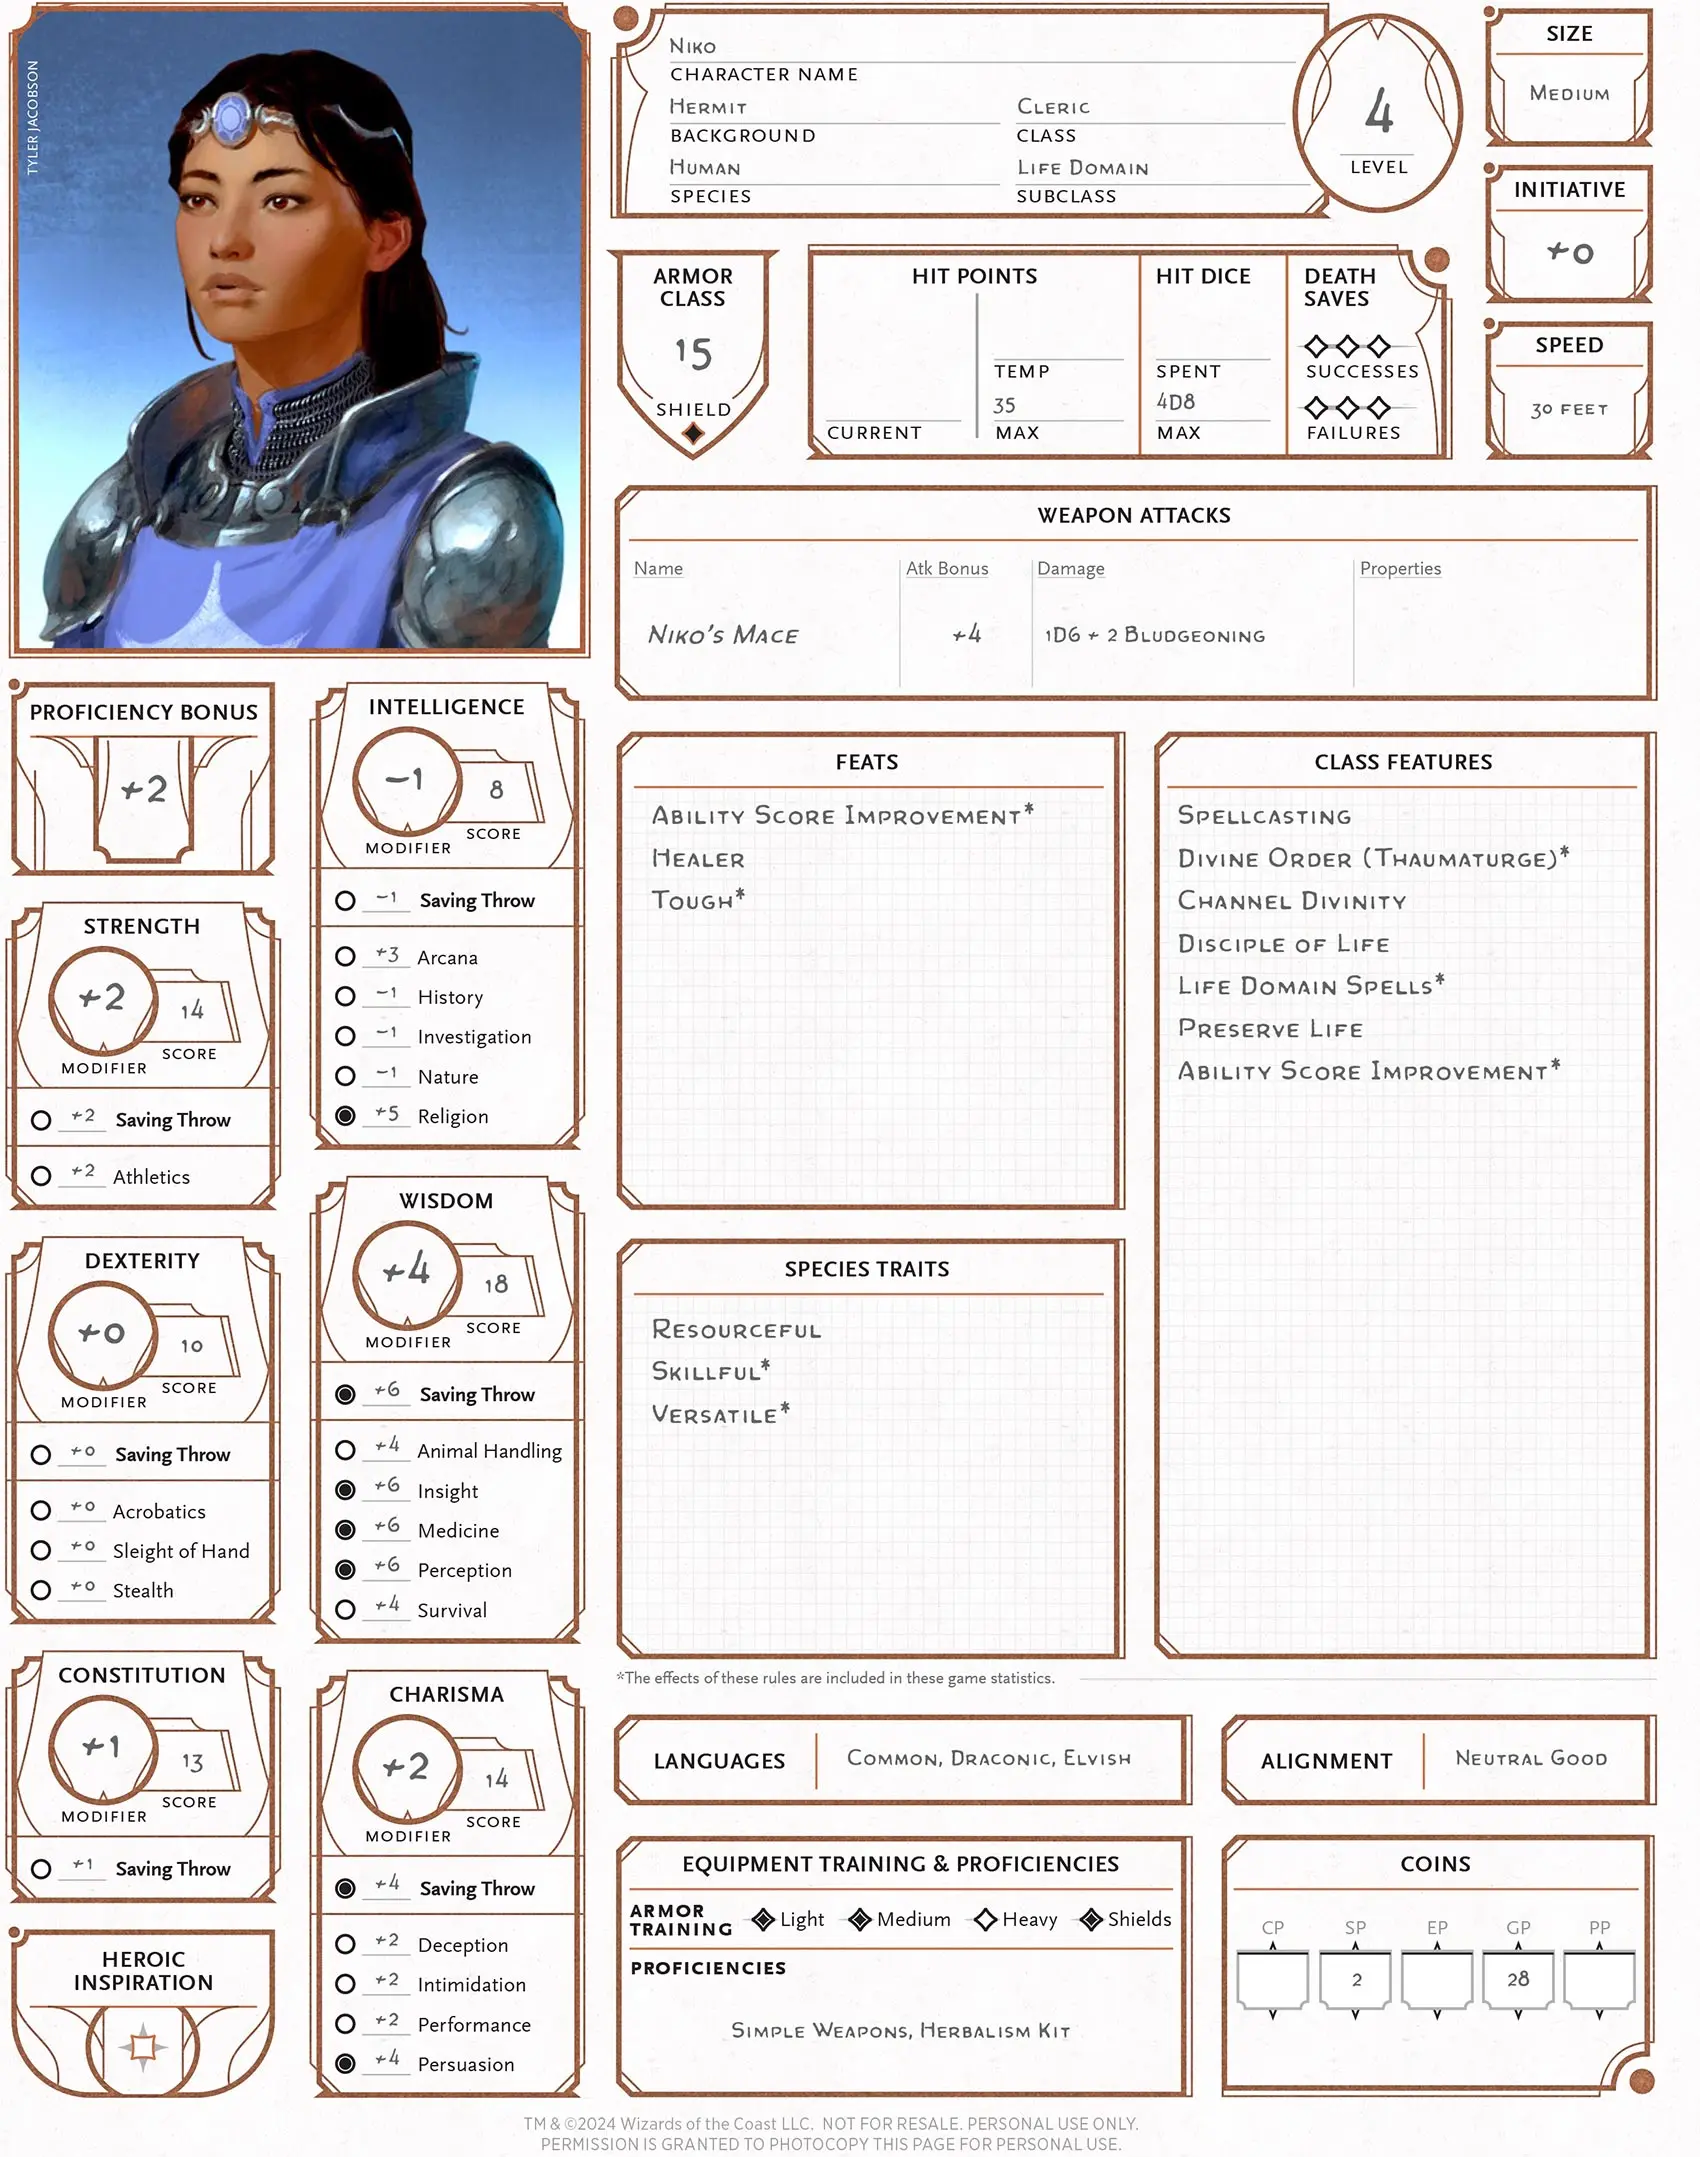 TYLER JACOBSON
Niko
CHARACTER NAME
Hermit
BACKGROUND
Cleric
CLASS
Human
SPECIES
Life Domain
SUBCLASS
4
LEVEL
SIZE
Medium
INITIATIVE
+0
SPEED
30 feet
ARMOR
CLASS
15
SHIELD
HIT POINTS
CURRENT
TEMP
35
MAX
HIT DICE
SPENT
4D8
MAX
DEATH
SAVES
SUCCESSES
FAILURES
WEAPON ATTACKS
Name Atk Bonus Damage Properties
Niko's Mace +4 1D6 + 2 Bludgeoning
PROFICIENCY BONUS
+2
STRENGTH
+2
14
MODIFIER
SCORE
+2 Saving Throw
+2 Athletics
DEXTERITY
+0
10
MODIFIER
SCORE
+0 Saving Throw
+0 Acrobatics
+0 Sleight of Hand
+0 Stealth
CONSTITUTION
+1
13
MODIFIER
SCORE
+1 Saving Throw
HEROIC
INSPIRATION
INTELLIGENCE
-1
8
MODIFIER
SCORE
-1 Saving Throw
+3 Arcana
-1 History
-1 Investigation
-1 Nature
+5 Religion
WISDOM
+4
18
MODIFIER
SCORE
+6 Saving Throw
+4 Animal Handling
+6 Insight
+6 Medicine
+6 Perception
+4 Survival
CHARISMA
+2
14
MODIFIER
SCORE
+4 Saving Throw
+2 Deception
+2 Intimidation
+2 Performance
+4 Persuasion
FEATS
Ability Score Improvement*
Healer
Tough*
SPECIES TRAITS
Resourceful
Skillful*
Versatile*
CLASS FEATURES
Spellcasting
Divine Order (Thaumaturge)*
Channel Divinity
Disciple of Life
Life Domain Spells*
Preserve Life
Ability Score Improvement*
*The effects of these rules are included in these game statistics.
LANGUAGES
Common, Draconic, Elvish
ALIGNMENT
Neutral Good
EQUIPMENT TRAINING & PROFICIENCIES
ARMOR
TRAINING
Light Medium Heavy Shields
PROFICIENCIES
Simple Weapons, Herbalism Kit
COINS
CP SP EP GP PP
2 28
TM & ©2024 Wizards of the Coast LLC. NOT FOR RESALE. PERSONAL USE ONLY.
PERMISSION IS GRANTED TO PHOTOCOPY THIS PAGE FOR PERSONAL USE.